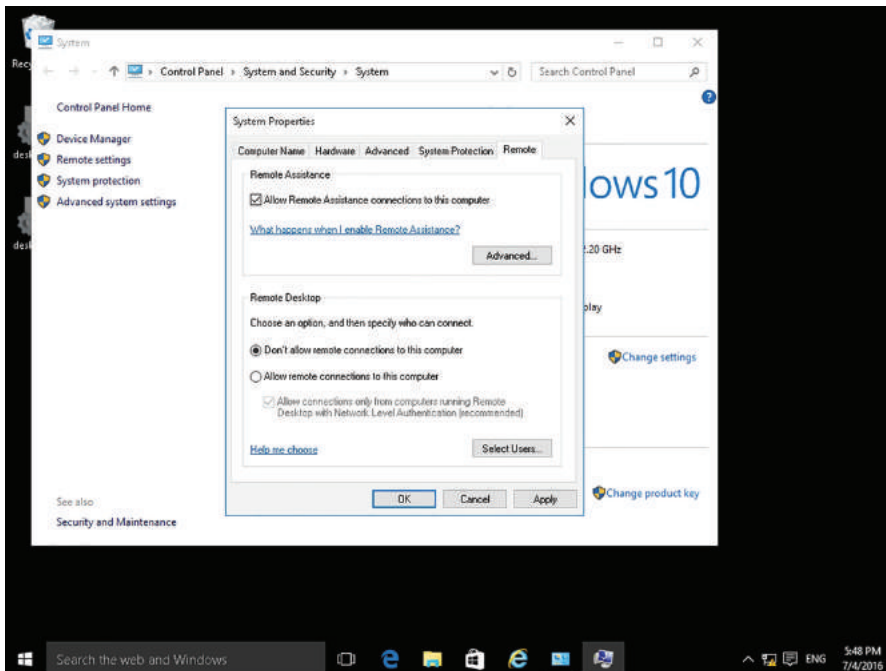 Recy
System
Control Panel > System and Security > System
Search Control Panel
Control Panel Home
Device Manager
Remote settings
System protection
Advanced system settings
desk
desk
System Properties
Computer Name Hardware Advanced System Protection Remote
Remote Assistance
Allow Remote Assistance connections to this computer
What happens when I enable Remote Assistance?
Advanced...
Remote Desktop
Choose an option, and then specify who can connect.
Don't allow remote connections to this computer
Allow remote connections to this computer
Allow connections only from computers running Remote
Desktop with Network Level Authentication (recommended)
Help me choose
Select Users...
OK Cancel Apply
?
lows 10
.20 GHz
play
Change settings
Change product key
See also
Security and Maintenance
Search the web and Windows
ENG
5:48 PM
7/4/2016